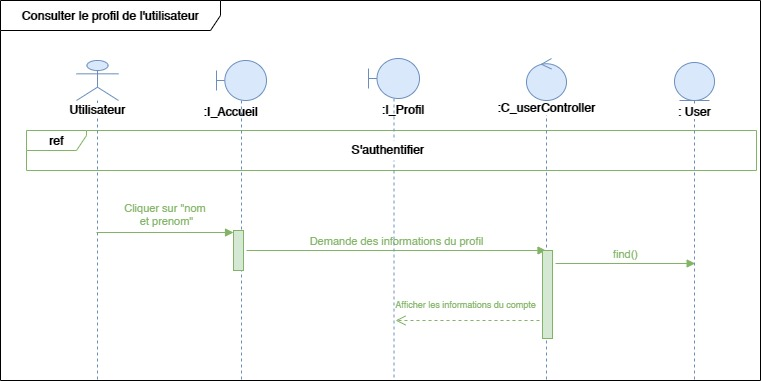 Consulter le profil de l'utilisateur
Utilisateur
:I_Accueil
:I_Profil
:C_userController
: User
ref
S'authentifier
Cliquer sur "nom
et prenom"
Demande des informations du profil
find()
Afficher les informations du compte